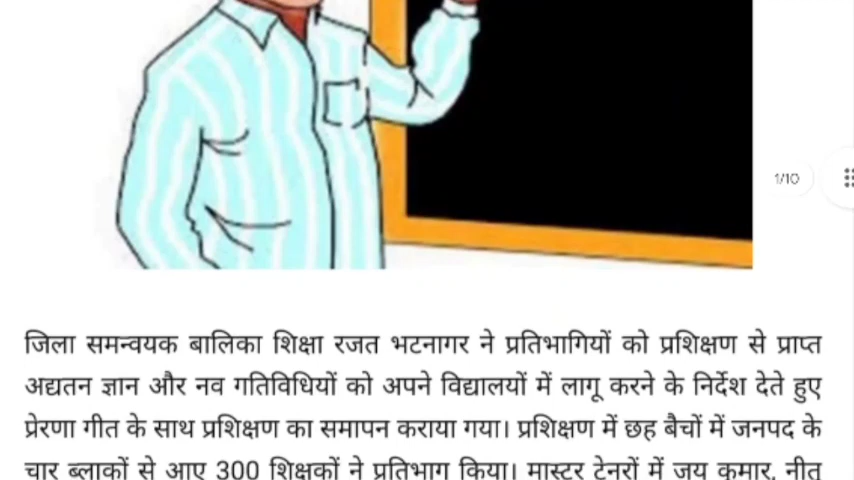 1/10
जिला समन्वयक बालिका शिक्षा रजत भटनागर ने प्रतिभागियों को प्रशिक्षण से प्राप्त
अद्यतन ज्ञान और नव गतिविधियों को अपने विद्यालयों में लागू करने के निर्देश देते हुए
प्रेरणा गीत के साथ प्रशिक्षण का समापन कराया गया। प्रशिक्षण में छह बैचों में जनपद के
चार ब्लाकों से आए 300 शिक्षकों ने प्रतिभाग किया। मास्टर टेनरों में जय कुमार, नीतू